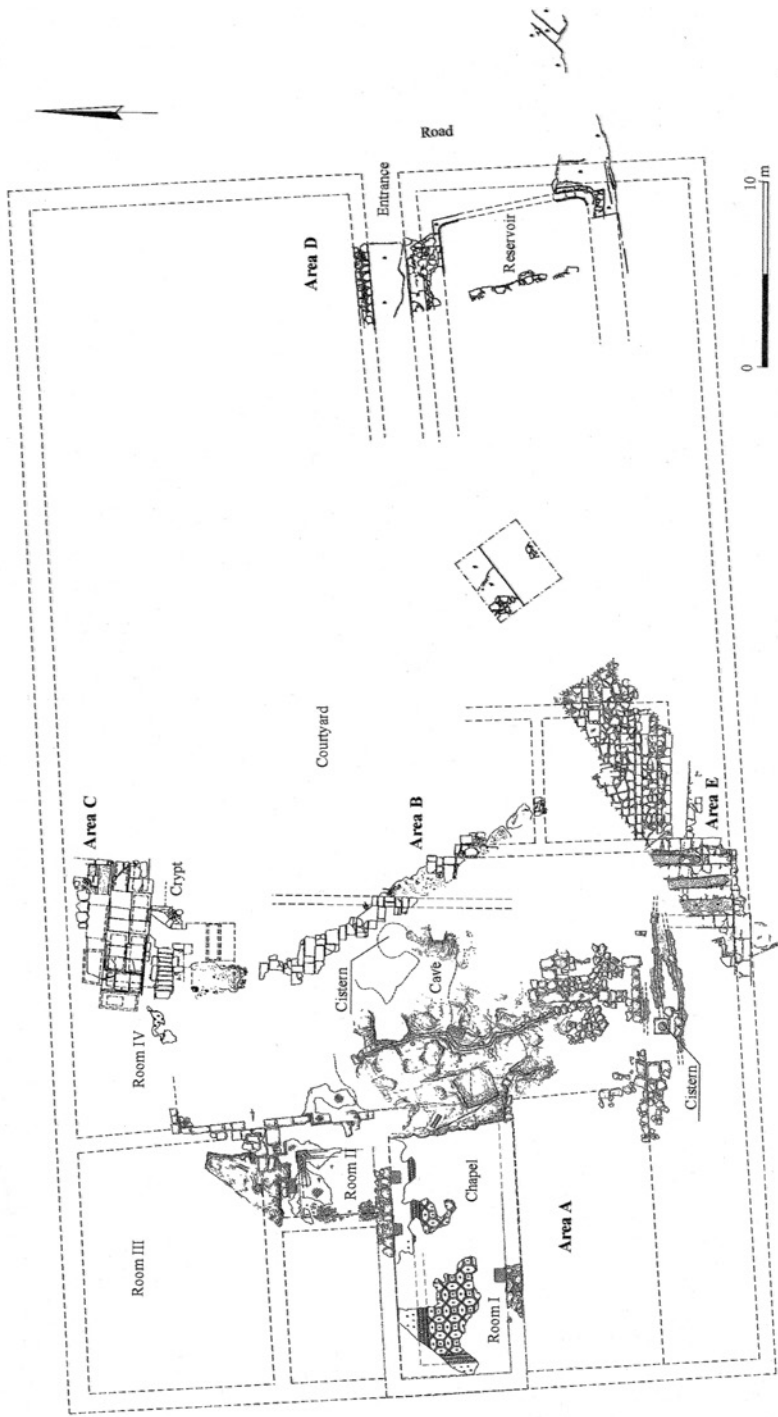 Area C
Crypt
Room IV
Room III
Room II
Courtyard
Area B
Cistern
Cave
Chapel
Room I
Area A
Cistern
Area E
Area D
Entrance
Road
Reservoir
0 10 m